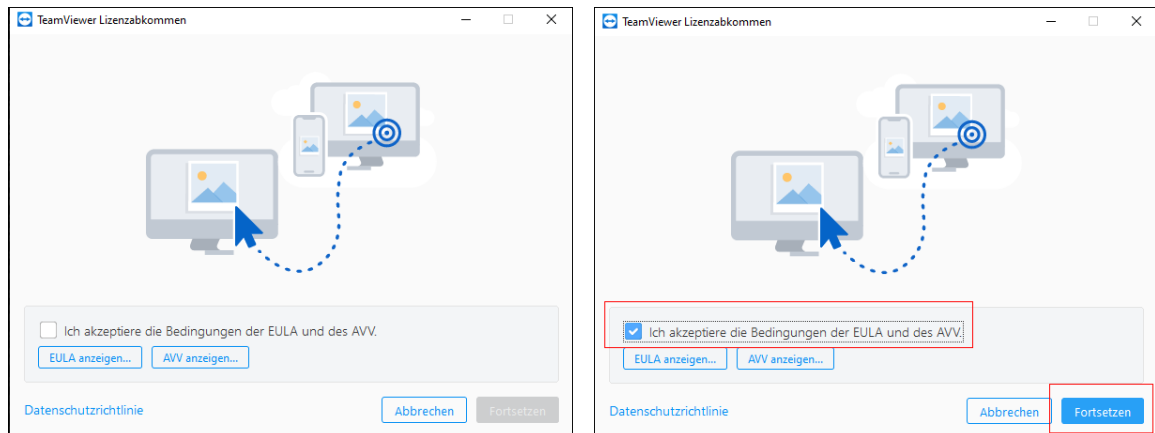 TeamViewer Lizenzabkommen
Ich akzeptiere die Bedingungen der EULA und des AVV.
EULA anzeigen...
AVV anzeigen...
Datenschutzrichtlinie
Abbrechen
Fortsetzen
TeamViewer Lizenzabkommen
Ich akzeptiere die Bedingungen der EULA und des AVV.
EULA anzeigen...
AVV anzeigen...
Datenschutzrichtlinie
Abbrechen
Fortsetzen